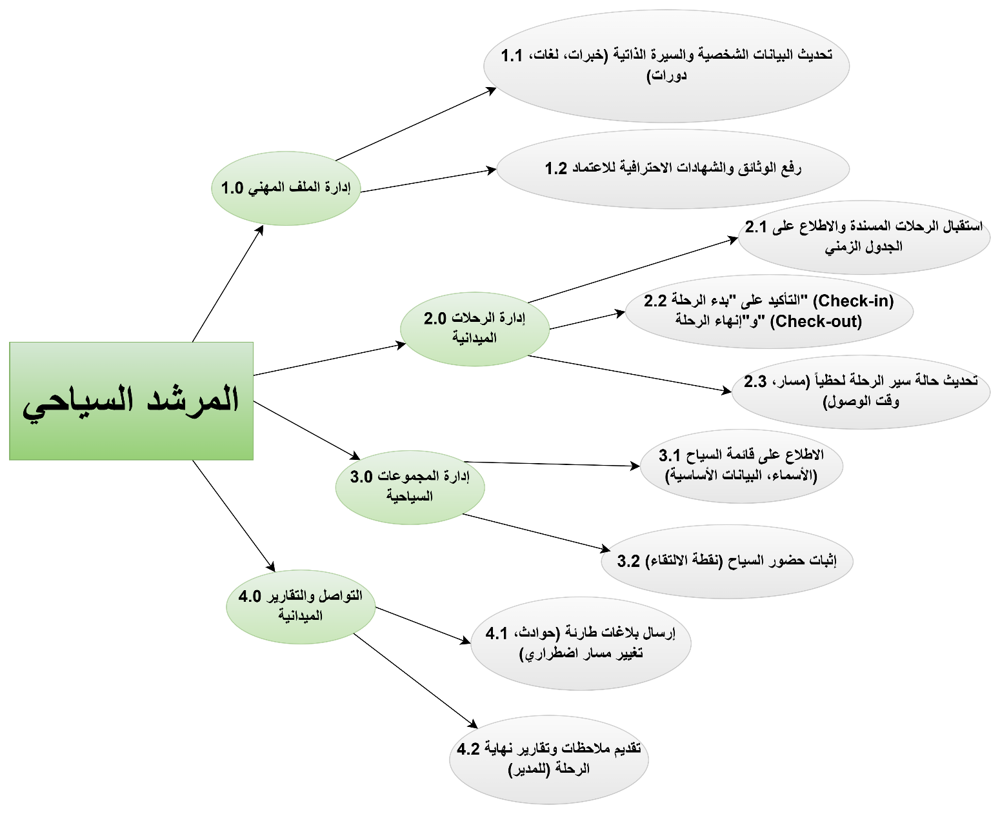 1.1 تحديث البيانات الشخصية والسيرة الذاتية (خبرات، لغات،
دورات)
1.2 رفع الوثائق والشهادات الاحترافية للاعتماد
1.0 إدارة الملف المهني
2.1 استقبال الرحلات المسندة والاطلاع على
الجدول الزمني
2.2 التأكيد على "بدء الرحلة" (Check-in)
و"إنهاء الرحلة" (Check-out)
2.0 إدارة الرحلات
الميدانية
2.3 تحديث حالة سير الرحلة لحظياً (مسار،
وقت الوصول)
المرشد السياحي
3.1 الاطلاع على قائمة السياح
(الأسماء، البيانات الأساسية)
3.0 إدارة المجموعات
السياحية
3.2 إثبات حضور السياح (نقطة الالتقاء)
4.0 التواصل والتقارير
الميدانية
4.1 إرسال بلاغات طارئة (حوادث،
تغيير مسار اضطراري)
4.2 تقديم ملاحظات وتقارير نهاية
الرحلة (للمدير)